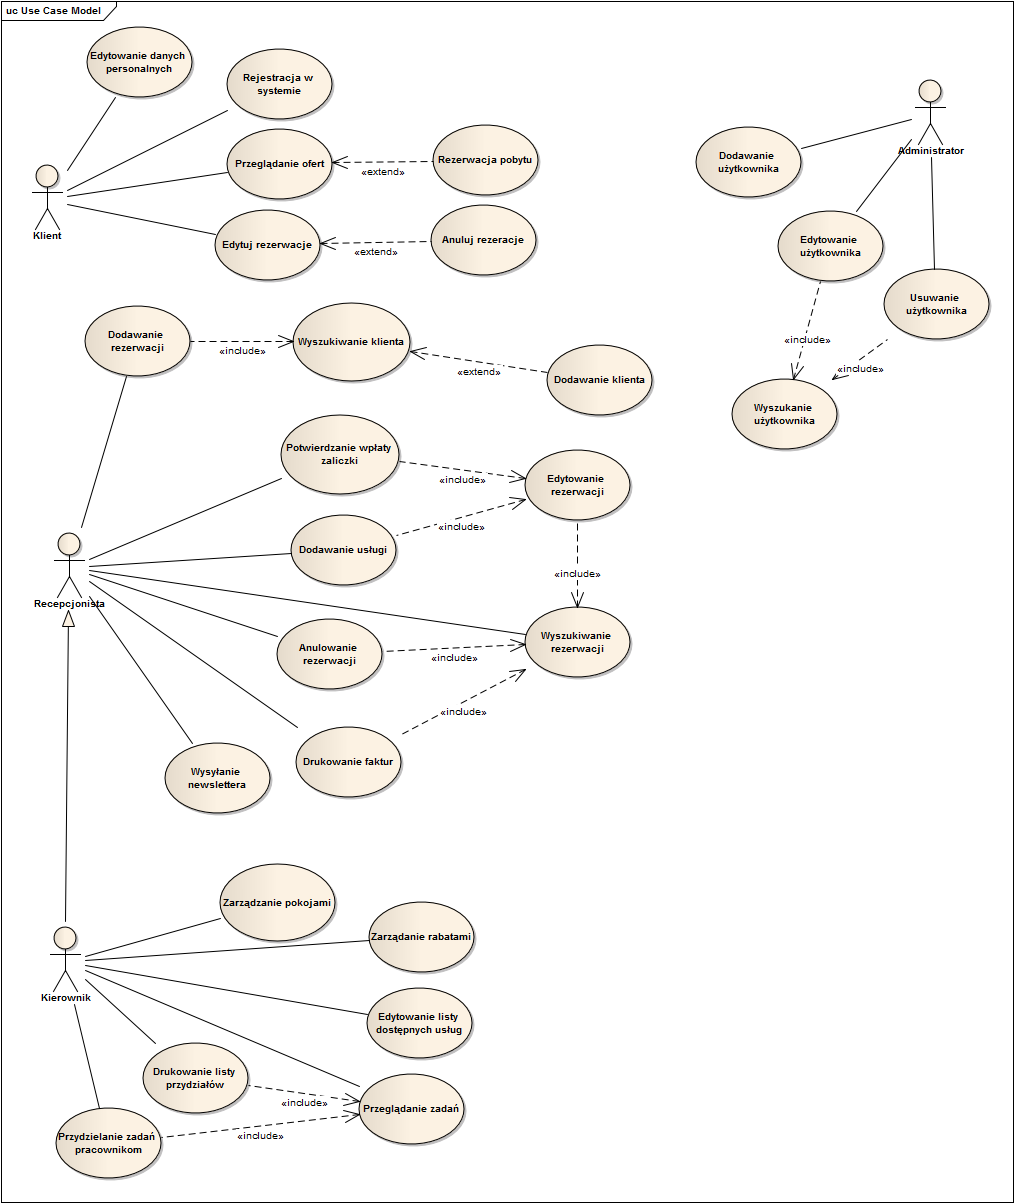 uc Use Case Model
Edytowanie danych
personalnych
Rejestracja w
systemie
Przeglądanie ofert
«extend»
Rezerwacja pobytu
Klient
Edytuj rezerwacje
«extend»
Anuluj rezeracje
Administrator
Dodawanie
użytkownika
Edytowanie
użytkownika
Usuwanie
użytkownika
«include»
«include»
Wyszukanie
użytkownika
Dodawanie
rezerwacji
«include»
Wyszukiwanie klienta
«extend»
Dodawanie klienta
Potwierdzanie wpłaty
zaliczki
«include»
Edytowanie
rezerwacji
Dodawanie usługi
«include»
«include»
Recepcjonista
Anulowanie
rezerwacji
«include»
Wyszukiwanie
rezerwacji
«include»
Drukowanie faktur
Wysyłanie
newslettera
Zarządzanie pokojami
Zarządanie rabatami
Kierownik
Edytowanie listy
dostępnych usług
Drukowanie listy
przydziałów
«include»
Przeglądanie zadań
Przydzielanie zadań
pracownikom
«include»